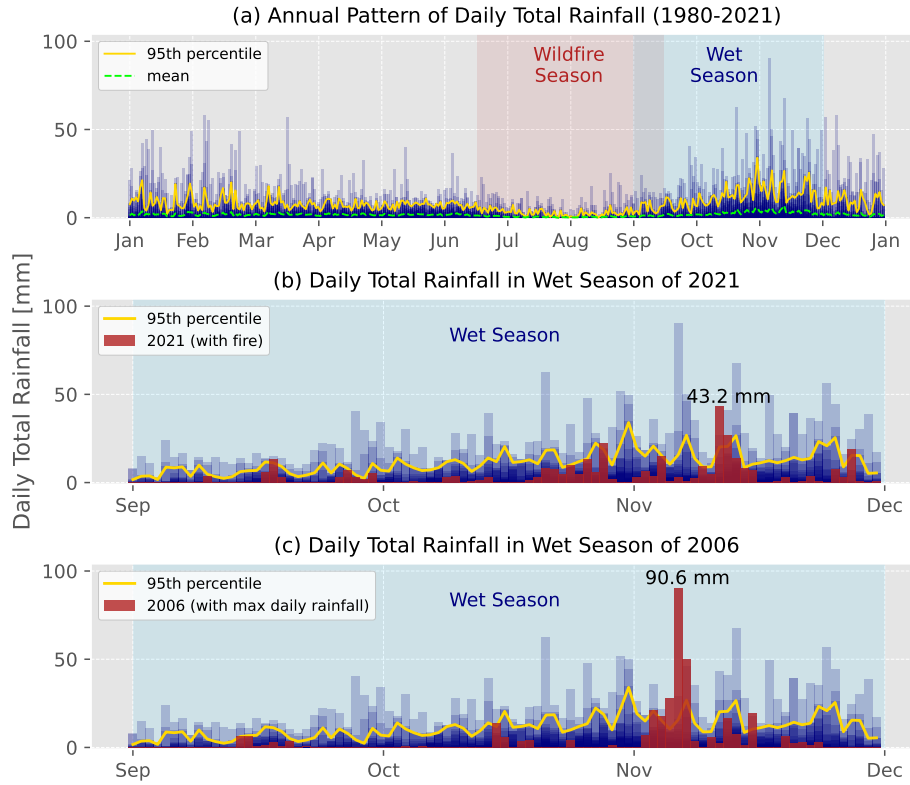 (a) Annual Pattern of Daily Total Rainfall (1980-2021)
100
50
0
95th percentile
mean
Wildfire
Season
Wet
Season
Jan Feb Mar Apr May Jun Jul Aug Sep Oct Nov Dec Jan
Daily Total Rainfall [mm]
(b) Daily Total Rainfall in Wet Season of 2021
100
50
0
95th percentile
2021 (with fire)
Wet Season
43.2 mm
Sep Oct Nov Dec
(c) Daily Total Rainfall in Wet Season of 2006
100
50
0
95th percentile
2006 (with max daily rainfall)
Wet Season
90.6 mm
Sep Oct Nov Dec